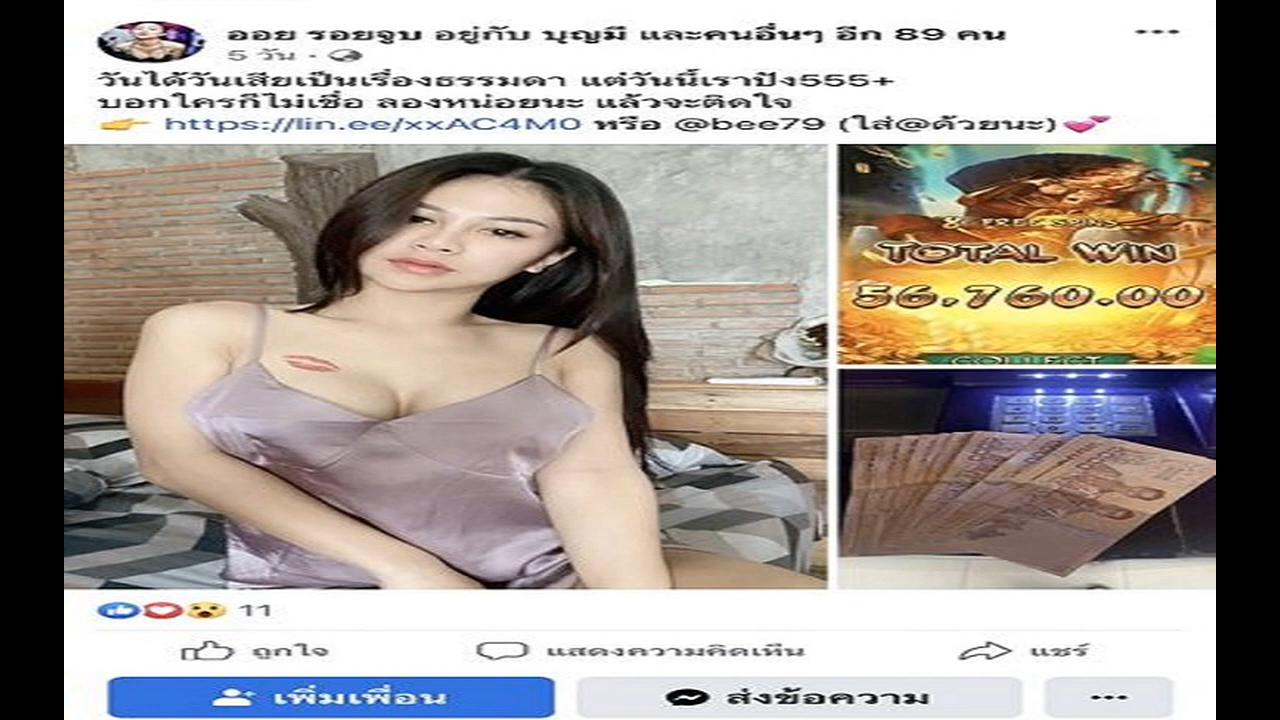 ออย รอยจูบ อยู่กับ บุญมี และคนอื่นๆ อีก 89 คน
5 วัน ·
วันได้วันเสียเป็นเรื่องธรรมดา แต่วันนี้เราปัง555+
บอกใครก็ไม่เชื่อ ลองหน่อยนะ แล้วจะติดใจ
👉 https://lin.ee/xxAC4M0 หรือ @bee79 (ใส่@ด้วยนะ)💕
8 FREE SPINS
TOTAL WIN
56,760.00
COLLECT
11
ถูกใจ
แสดงความคิดเห็น
แชร์
เพิ่มเพื่อน
ส่งข้อความ